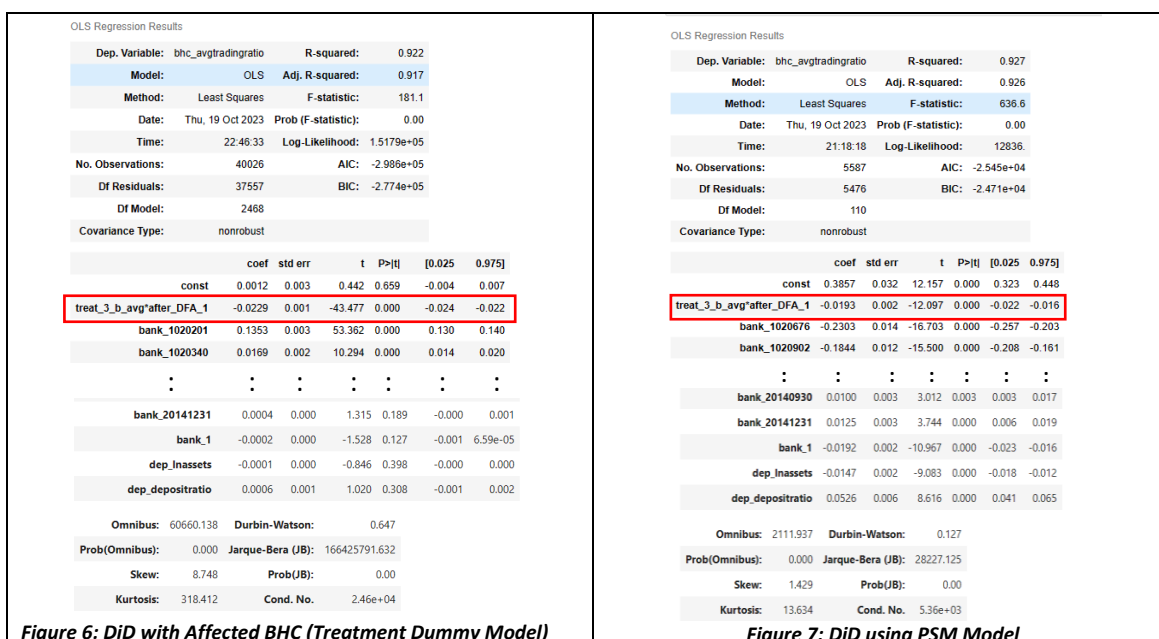 OLS Regression Results
Dep. Variable: bhc_avgtradingratio R-squared: 0.922
Model: OLS Adj. R-squared: 0.917
Method: Least Squares F-statistic: 181.1
Date: Thu, 19 Oct 2023 Prob (F-statistic): 0.00
Time: 22:46:33 Log-Likelihood: 1.5179e+05
No. Observations: 40026 AIC: -2.986e+05
Df Residuals: 37557 BIC: -2.774e+05
Df Model: 2468
Covariance Type: nonrobust
coef std err t P>|t| [0.025 0.975]
const 0.0012 0.003 0.442 0.659 -0.004 0.007
treat_3_b_avg*after_DFA_1 -0.0229 0.001 -43.477 0.000 -0.024 -0.022
bank_1020201 0.1353 0.003 53.362 0.000 0.130 0.140
bank_1020340 0.0169 0.002 10.294 0.000 0.014 0.020
: : : : : : :
bank_20141231 0.0004 0.000 1.315 0.189 -0.000 0.001
bank_1 -0.0002 0.000 -1.528 0.127 -0.001 6.59e-05
dep_lnassets -0.0001 0.000 -0.846 0.398 -0.000 0.000
dep_depositratio 0.0006 0.001 1.020 0.308 -0.001 0.002
Omnibus: 60660.138 Durbin-Watson: 0.647
Prob(Omnibus): 0.000 Jarque-Bera (JB): 166425791.632
Skew: 8.748 Prob(JB): 0.00
Kurtosis: 318.412 Cond. No. 2.46e+04
Figure 6: DiD with Affected BHC (Treatment Dummy Model)
OLS Regression Results
Dep. Variable: bhc_avgtradingratio R-squared: 0.927
Model: OLS Adj. R-squared: 0.926
Method: Least Squares F-statistic: 636.6
Date: Thu, 19 Oct 2023 Prob (F-statistic): 0.00
Time: 21:18:18 Log-Likelihood: 12836.
No. Observations: 5587 AIC: -2.545e+04
Df Residuals: 5476 BIC: -2.471e+04
Df Model: 110
Covariance Type: nonrobust
coef std err t P>|t| [0.025 0.975]
const 0.3857 0.032 12.157 0.000 0.323 0.448
treat_3_b_avg*after_DFA_1 -0.0193 0.002 -12.097 0.000 -0.022 -0.016
bank_1020676 -0.2303 0.014 -16.703 0.000 -0.257 -0.203
bank_1020902 -0.1844 0.012 -15.500 0.000 -0.208 -0.161
: : : : : : :
bank_20140930 0.0100 0.003 3.012 0.003 0.003 0.017
bank_20141231 0.0125 0.003 3.744 0.000 0.006 0.019
bank_1 -0.0192 0.002 -10.967 0.000 -0.023 -0.016
dep_lnassets -0.0147 0.002 -9.083 0.000 -0.018 -0.012
dep_depositratio 0.0526 0.006 8.616 0.000 0.041 0.065
Omnibus: 2111.937 Durbin-Watson: 0.127
Prob(Omnibus): 0.000 Jarque-Bera (JB): 28227.125
Skew: 1.429 Prob(JB): 0.00
Kurtosis: 13.634 Cond. No. 5.36e+03
Figure 7: DiD using PSM Model